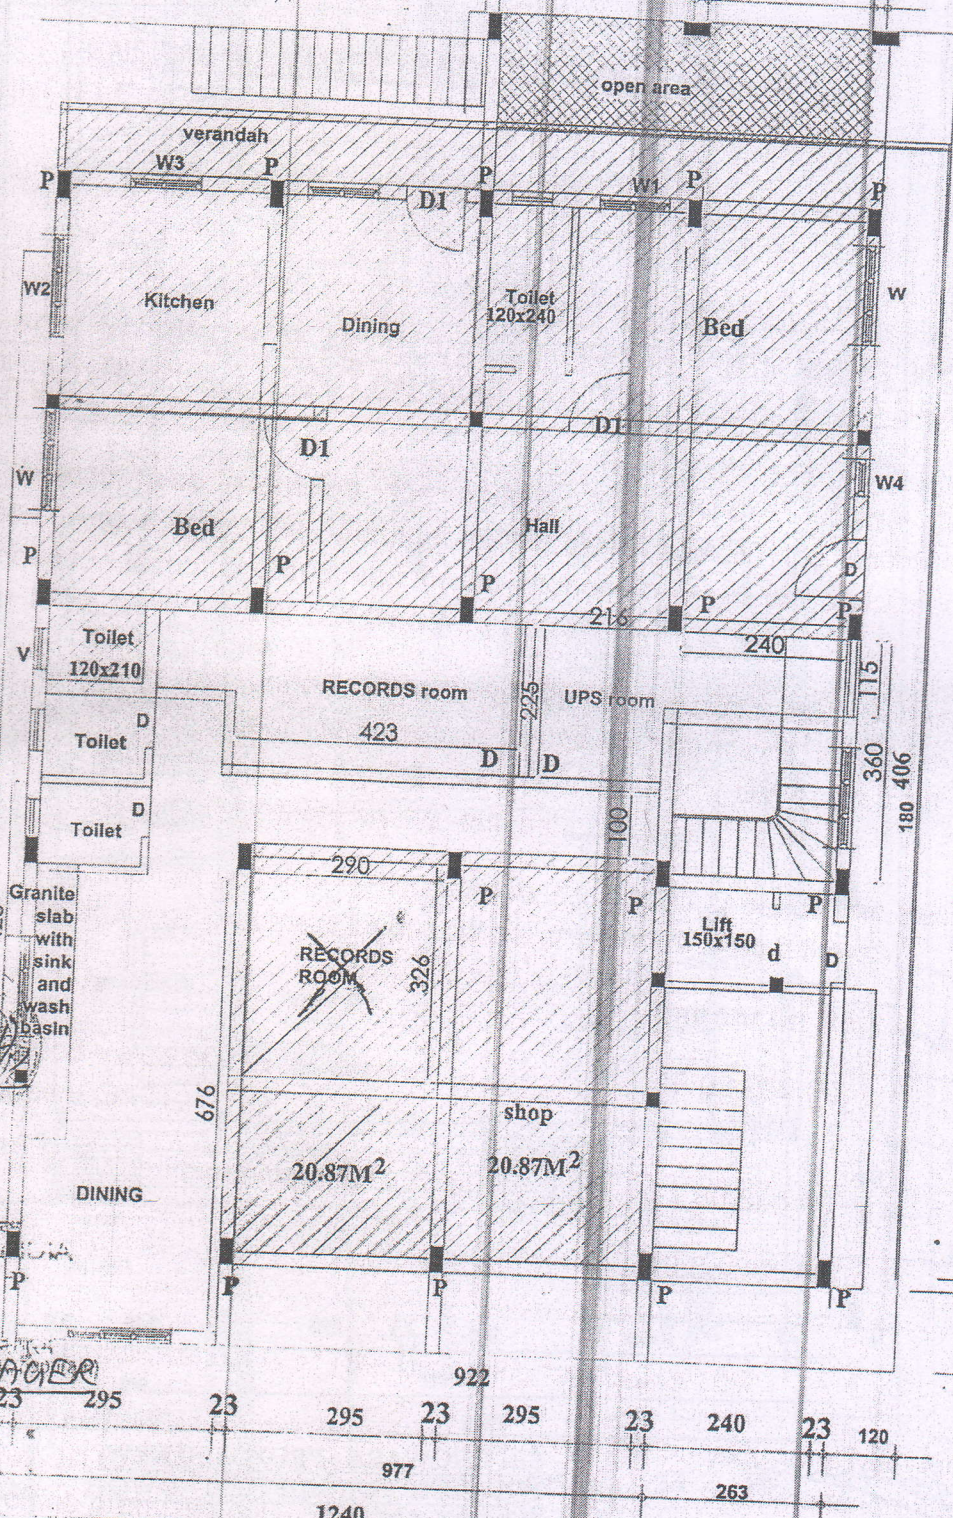 open area
verandah
W3
P
P
P
W1
P
P
D1
W2
Kitchen
Dining
Toilet
120x240
Bed
W
D1
D1
W
Bed
Hall
W4
P
P
P
D
P
P
216
Toilet
120x210
V
240
115
RECORDS room
225
UPS room
D
Toilet
423
D
D
360
406
180
D
Toilet
100
290
P
P
P
Granite
slab
with
sink
and
wash
basin
RECORDS
ROOM
326
Lift
150x150
d
D
676
shop
20.87M²
20.87M²
DINING
P
P
P
P
P
AGER
922
23
295
23
295
23
295
23
240
23
120
977
263
1240